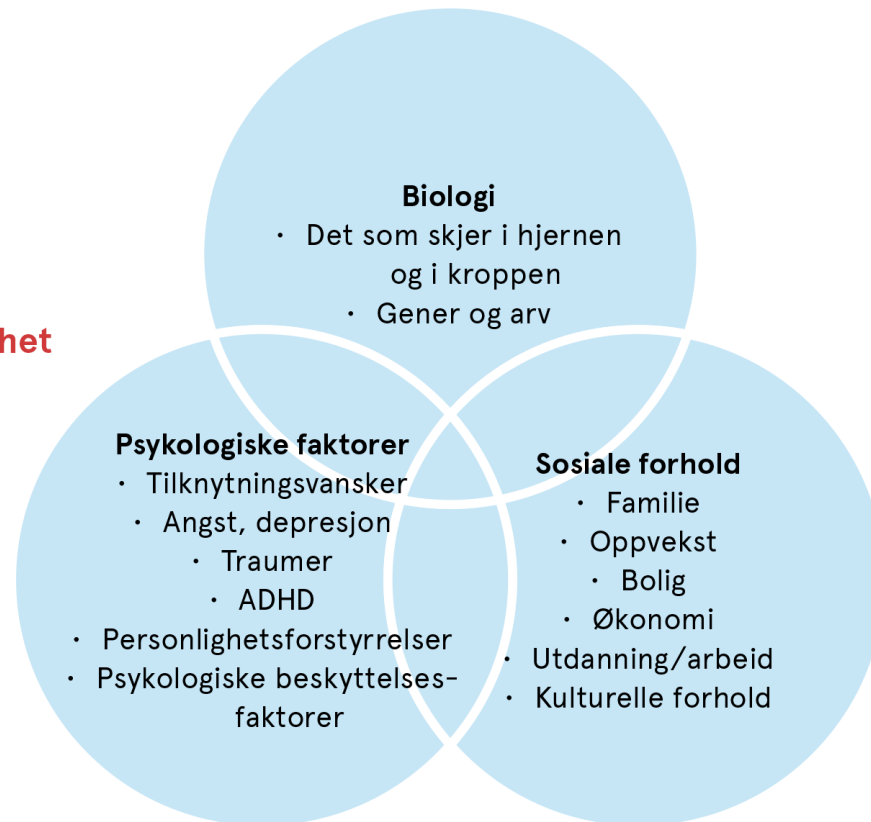 Biologi
· Det som skjer i hjernen
og i kroppen
· Gener og arv
het
Psykologiske faktorer
· Tilknytningsvansker
· Angst, depresjon
· Traumer
· ADHD
· Personlighetsforstyrrelser
· Psykologiske beskyttelses-
faktorer
Sosiale forhold
· Familie
· Oppvekst
· Bolig
· Økonomi
· Utdanning/arbeid
· Kulturelle forhold